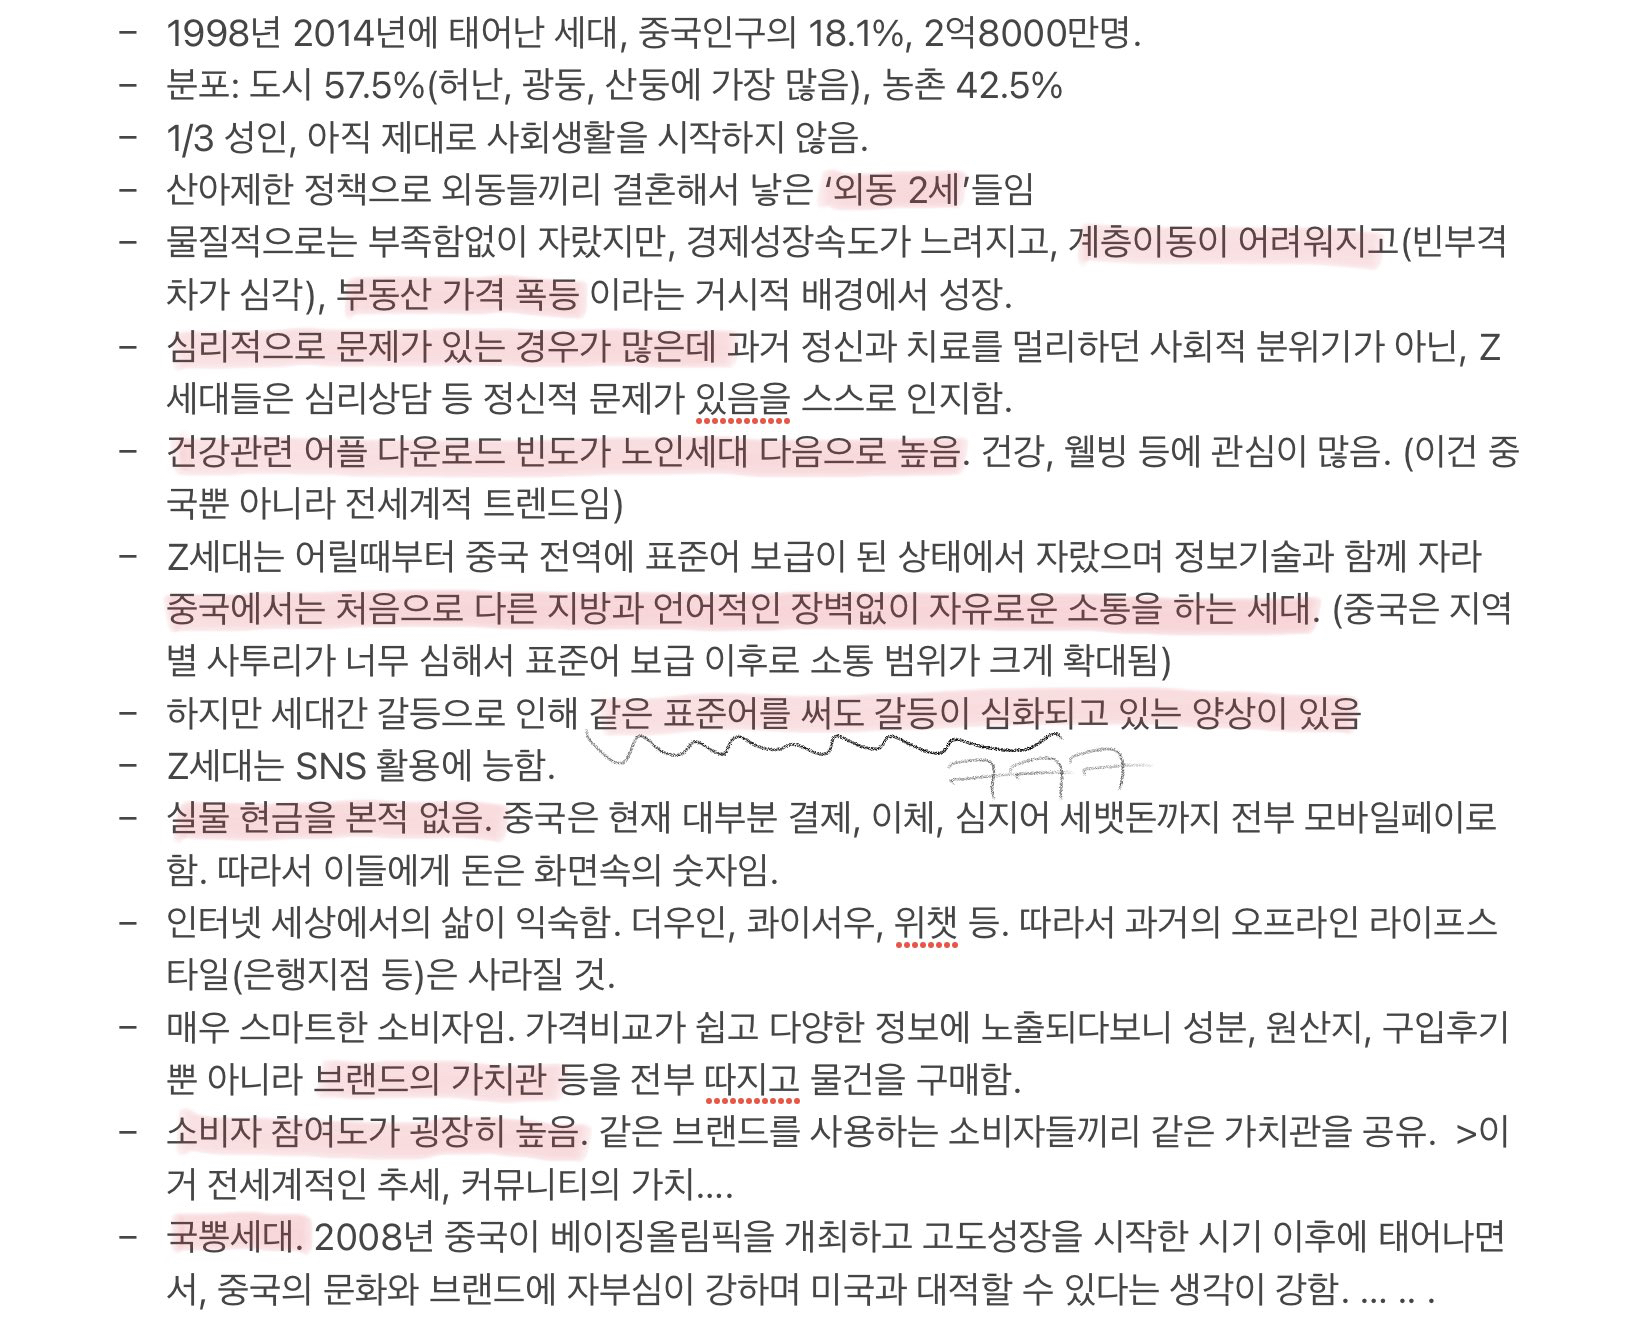 – 1998년 2014년에 태어난 세대, 중국인구의 18.1%, 2억8000만명.
– 분포: 도시 57.5%(허난, 광둥, 산둥에 가장 많음), 농촌 42.5%
– 1/3 성인, 아직 제대로 사회생활을 시작하지 않음.
– 산아제한 정책으로 외동들끼리 결혼해서 낳은 ‘외동 2세’들임
– 물질적으로는 부족함없이 자랐지만, 경제성장속도가 느려지고, 계층이동이 어려워지고(빈부격
차가 심각), 부동산 가격 폭등 이라는 거시적 배경에서 성장.
– 심리적으로 문제가 있는 경우가 많은데 과거 정신과 치료를 멀리하던 사회적 분위기가 아닌, Z
세대들은 심리상담 등 정신적 문제가 있음을 스스로 인지함.
– 건강관련 어플 다운로드 빈도가 노인세대 다음으로 높음. 건강, 웰빙 등에 관심이 많음. (이건 중
국뿐 아니라 전세계적 트렌드임)
– Z세대는 어릴때부터 중국 전역에 표준어 보급이 된 상태에서 자랐으며 정보기술과 함께 자라
중국에서는 처음으로 다른 지방과 언어적인 장벽없이 자유로운 소통을 하는 세대. (중국은 지역
별 사투리가 너무 심해서 표준어 보급 이후로 소통 범위가 크게 확대됨)
– 하지만 세대간 갈등으로 인해 같은 표준어를 써도 갈등이 심화되고 있는 양상이 있음
– Z세대는 SNS 활용에 능함.
ㅋㅋㅋ
– 실물 현금을 본적 없음. 중국은 현재 대부분 결제, 이체, 심지어 세뱃돈까지 전부 모바일페이로
함. 따라서 이들에게 돈은 화면속의 숫자임.
– 인터넷 세상에서의 삶이 익숙함. 더우인, 콰이서우, 위챗 등. 따라서 과거의 오프라인 라이프스
타일(은행지점 등)은 사라질 것.
– 매우 스마트한 소비자임. 가격비교가 쉽고 다양한 정보에 노출되다보니 성분, 원산지, 구입후기
뿐 아니라 브랜드의 가치관 등을 전부 따지고 물건을 구매함.
– 소비자 참여도가 굉장히 높음. 같은 브랜드를 사용하는 소비자들끼리 같은 가치관을 공유.  >이
거 전세계적인 추세, 커뮤니티의 가치....
– 국뽕세대. 2008년 중국이 베이징올림픽을 개최하고 고도성장을 시작한 시기 이후에 태어나면
서, 중국의 문화와 브랜드에 자부심이 강하며 미국과 대적할 수 있다는 생각이 강함. ... .. .